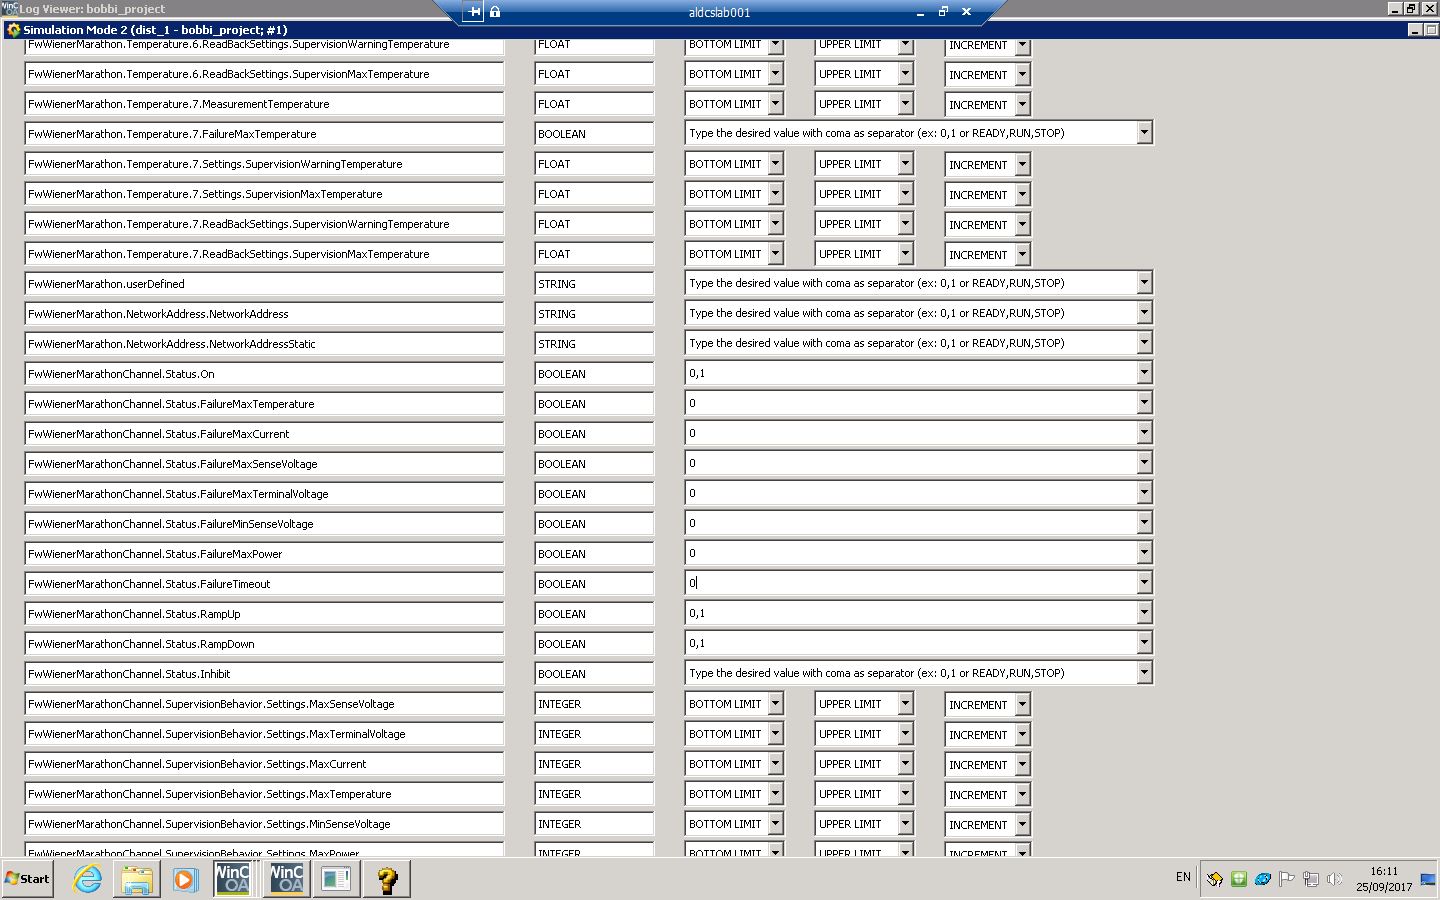 Log Viewer: bobbi_project
aldcslab001
Simulation Mode 2 (dist_1 - bobbi_project; #1)
FwWienerMarathon.Temperature.6.ReadBackSettings.SupervisionWarningTemperature FLOAT BOTTOM LIMIT UPPER LIMIT INCREMENT
FwWienerMarathon.Temperature.6.ReadBackSettings.SupervisionMaxTemperature FLOAT BOTTOM LIMIT UPPER LIMIT INCREMENT
FwWienerMarathon.Temperature.7.MeasurementTemperature FLOAT BOTTOM LIMIT UPPER LIMIT INCREMENT
FwWienerMarathon.Temperature.7.FailureMaxTemperature BOOLEAN Type the desired value with coma as separator (ex: 0,1 or READY,RUN,STOP)
FwWienerMarathon.Temperature.7.Settings.SupervisionWarningTemperature FLOAT BOTTOM LIMIT UPPER LIMIT INCREMENT
FwWienerMarathon.Temperature.7.Settings.SupervisionMaxTemperature FLOAT BOTTOM LIMIT UPPER LIMIT INCREMENT
FwWienerMarathon.Temperature.7.ReadBackSettings.SupervisionWarningTemperature FLOAT BOTTOM LIMIT UPPER LIMIT INCREMENT
FwWienerMarathon.Temperature.7.ReadBackSettings.SupervisionMaxTemperature FLOAT BOTTOM LIMIT UPPER LIMIT INCREMENT
FwWienerMarathon.userDefined STRING Type the desired value with coma as separator (ex: 0,1 or READY,RUN,STOP)
FwWienerMarathon.NetworkAddress.NetworkAddress STRING Type the desired value with coma as separator (ex: 0,1 or READY,RUN,STOP)
FwWienerMarathon.NetworkAddress.NetworkAddressStatic STRING Type the desired value with coma as separator (ex: 0,1 or READY,RUN,STOP)
FwWienerMarathonChannel.Status.On BOOLEAN 0,1
FwWienerMarathonChannel.Status.FailureMaxTemperature BOOLEAN 0
FwWienerMarathonChannel.Status.FailureMaxCurrent BOOLEAN 0
FwWienerMarathonChannel.Status.FailureMaxSenseVoltage BOOLEAN 0
FwWienerMarathonChannel.Status.FailureMaxTerminalVoltage BOOLEAN 0
FwWienerMarathonChannel.Status.FailureMinSenseVoltage BOOLEAN 0
FwWienerMarathonChannel.Status.FailureMaxPower BOOLEAN 0
FwWienerMarathonChannel.Status.FailureTimeout BOOLEAN 0
FwWienerMarathonChannel.Status.RampUp BOOLEAN 0,1
FwWienerMarathonChannel.Status.RampDown BOOLEAN 0,1
FwWienerMarathonChannel.Status.Inhibit BOOLEAN Type the desired value with coma as separator (ex: 0,1 or READY,RUN,STOP)
FwWienerMarathonChannel.SupervisionBehavior.Settings.MaxSenseVoltage INTEGER BOTTOM LIMIT UPPER LIMIT INCREMENT
FwWienerMarathonChannel.SupervisionBehavior.Settings.MaxTerminalVoltage INTEGER BOTTOM LIMIT UPPER LIMIT INCREMENT
FwWienerMarathonChannel.SupervisionBehavior.Settings.MaxCurrent INTEGER BOTTOM LIMIT UPPER LIMIT INCREMENT
FwWienerMarathonChannel.SupervisionBehavior.Settings.MaxTemperature INTEGER BOTTOM LIMIT UPPER LIMIT INCREMENT
FwWienerMarathonChannel.SupervisionBehavior.Settings.MinSenseVoltage INTEGER BOTTOM LIMIT UPPER LIMIT INCREMENT
FwWienerMarathonChannel.SupervisionBehavior.Settings.MaxPower INTEGER BOTTOM LIMIT UPPER LIMIT INCREMENT
Start
WinC OA
WinC OA
EN
16:11
25/09/2017